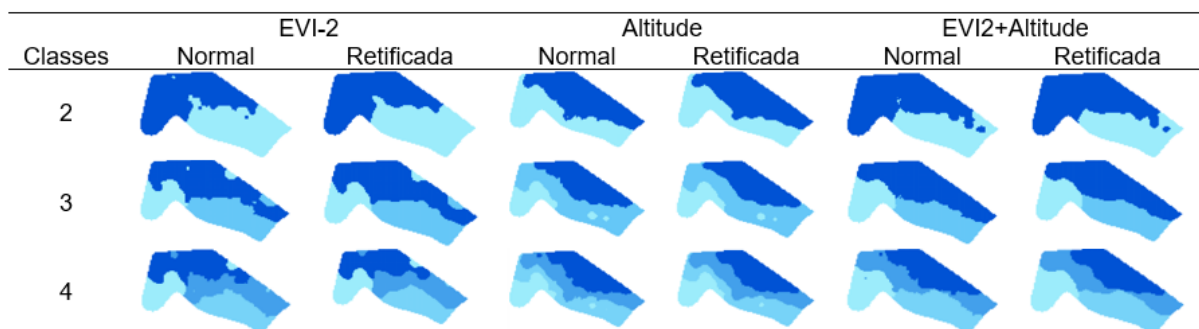 EVI-2 Altitude EVI2+Altitude
Classes Normal Retificada Normal Retificada Normal Retificada
2
3
4